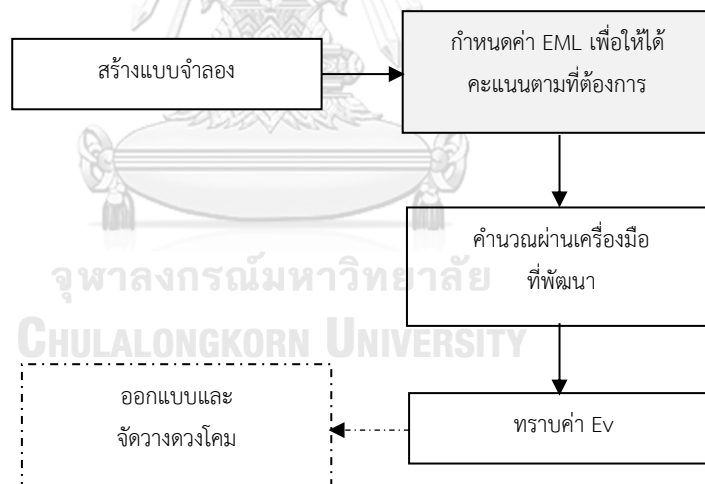 สร้างแบบจำลอง
กำหนดค่า EML เพื่อให้ได้
คะแนนตามที่ต้องการ
คำนวณผ่านเครื่องมือ
ที่พัฒนา
จุฬาลงกรณ์มหาวิทยาลัย
CHULALONGKORN UNIVERSITY
ทราบค่า Ev
ออกแบบและ
จัดวางดวงโคม